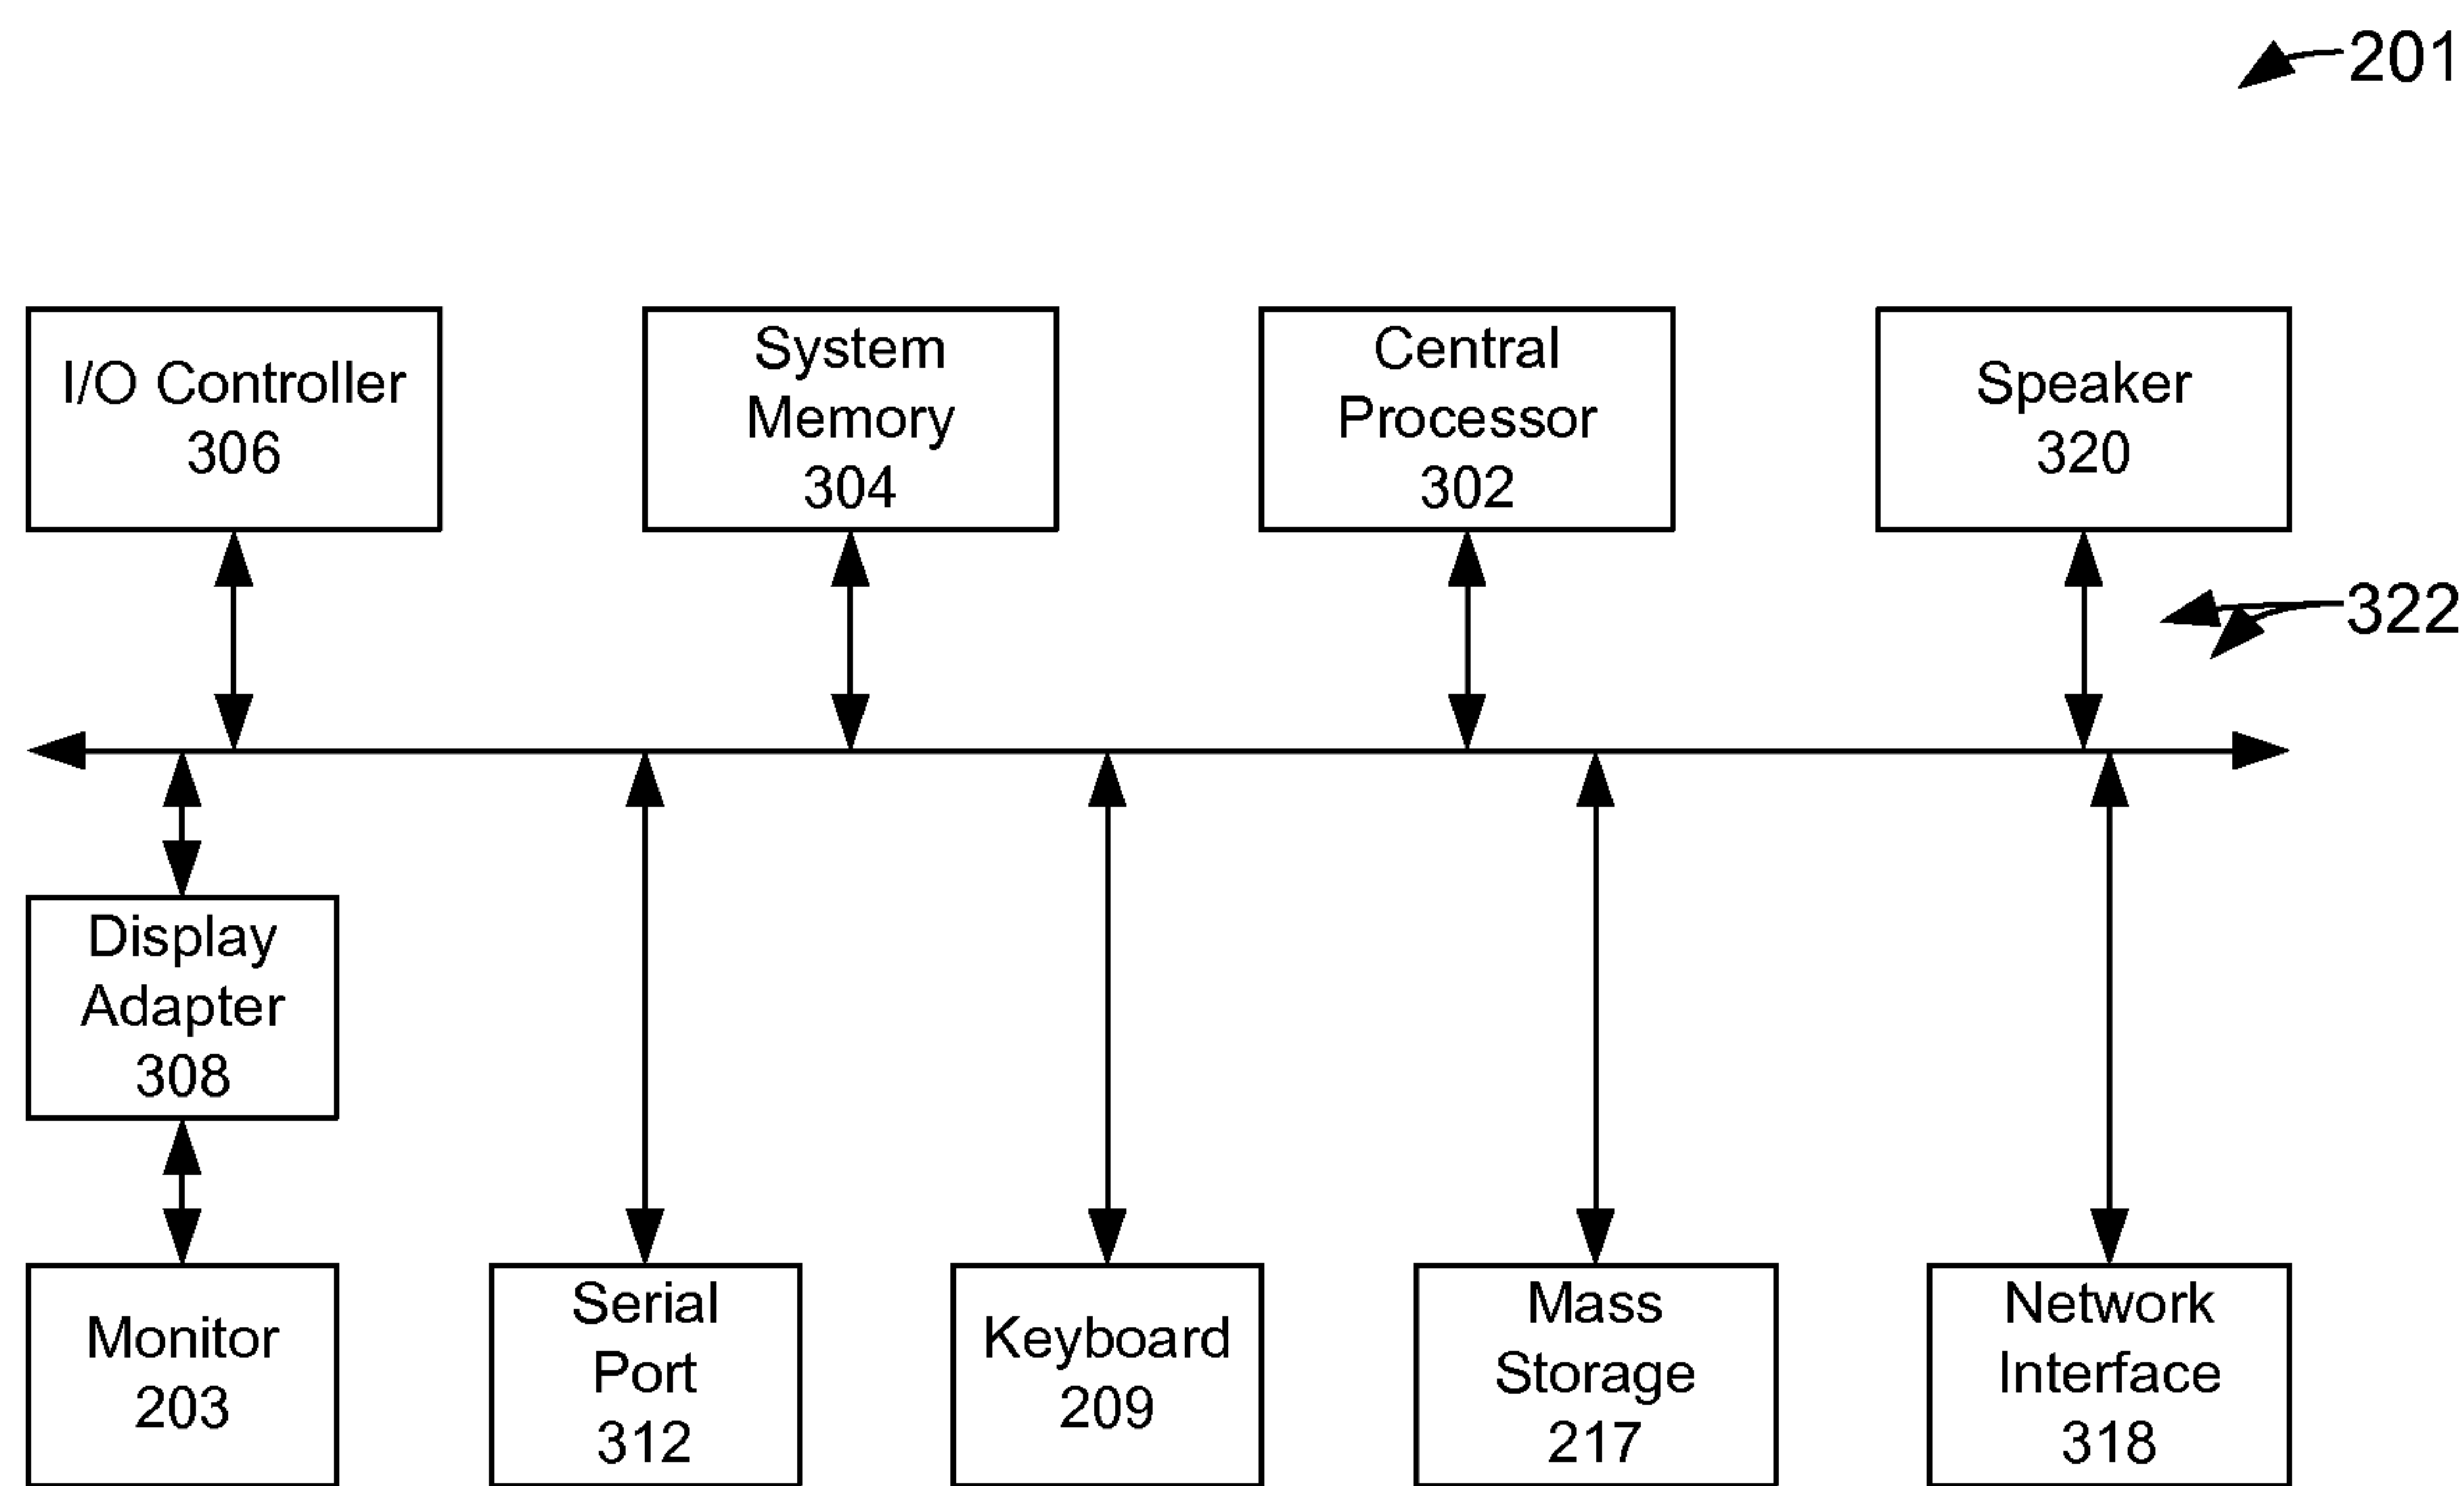 201
I/O Controller
306
System
Memory
304
Central
Processor
302
Speaker
320
322
Display
Adapter
308
Monitor
203
Serial
Port
312
Keyboard
209
Mass
Storage
217
Network
Interface
318